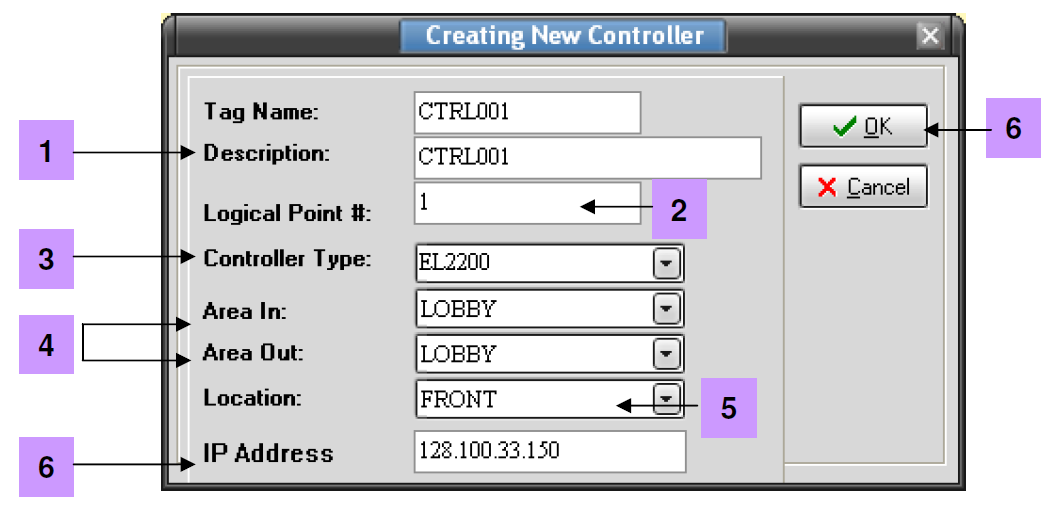 Creating New Controller
Tag Name: CTRL001
1 Description: CTRL001
Logical Point #: 1 2
3 Controller Type: EL2200
4 Area In: LOBBY
Area Out: LOBBY
Location: FRONT 5
6 IP Address 128.100.33.150
OK 6
Cancel